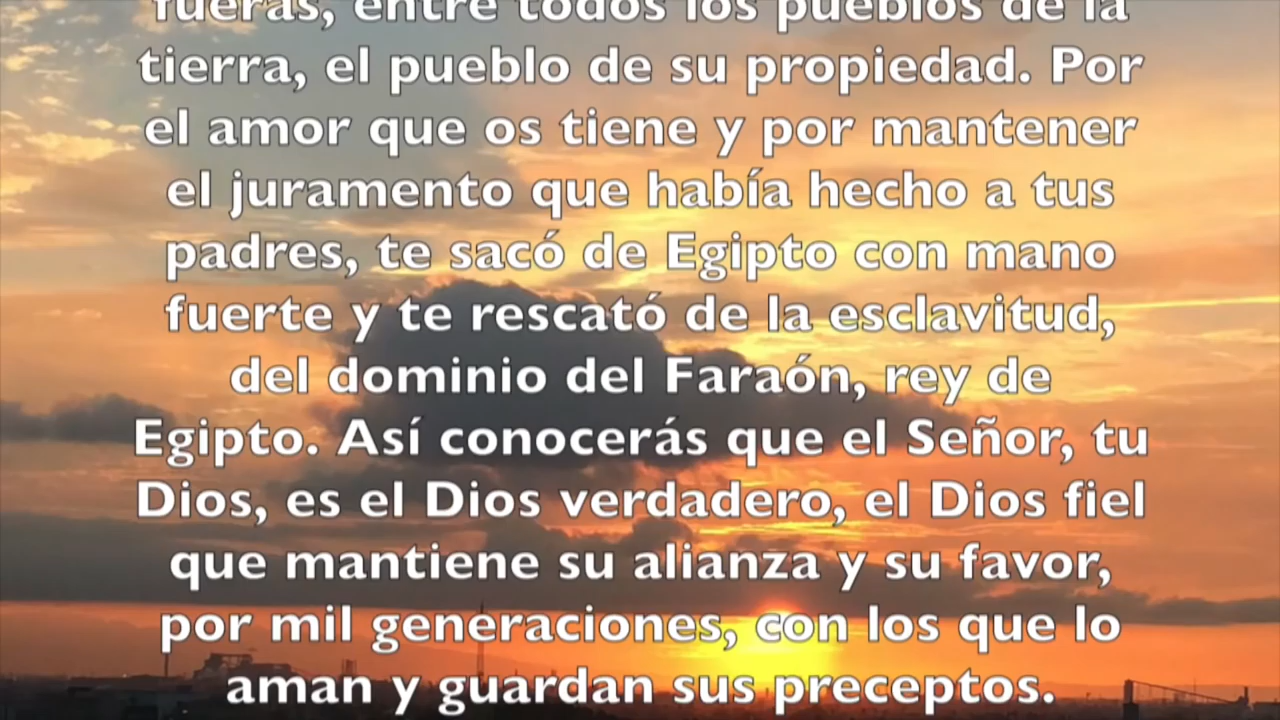 fueras, entre todos los pueblos de la
tierra, el pueblo de su propiedad. Por
el amor que os tiene y por mantener
el juramento que había hecho a tus
padres, te sacó de Egipto con mano
fuerte y te rescató de la esclavitud,
del dominio del Faraón, rey de
Egipto. Así conocerás que el Señor, tu
Dios, es el Dios verdadero, el Dios fiel
que mantiene su alianza y su favor,
por mil generaciones, con los que lo
aman y guardan sus preceptos.